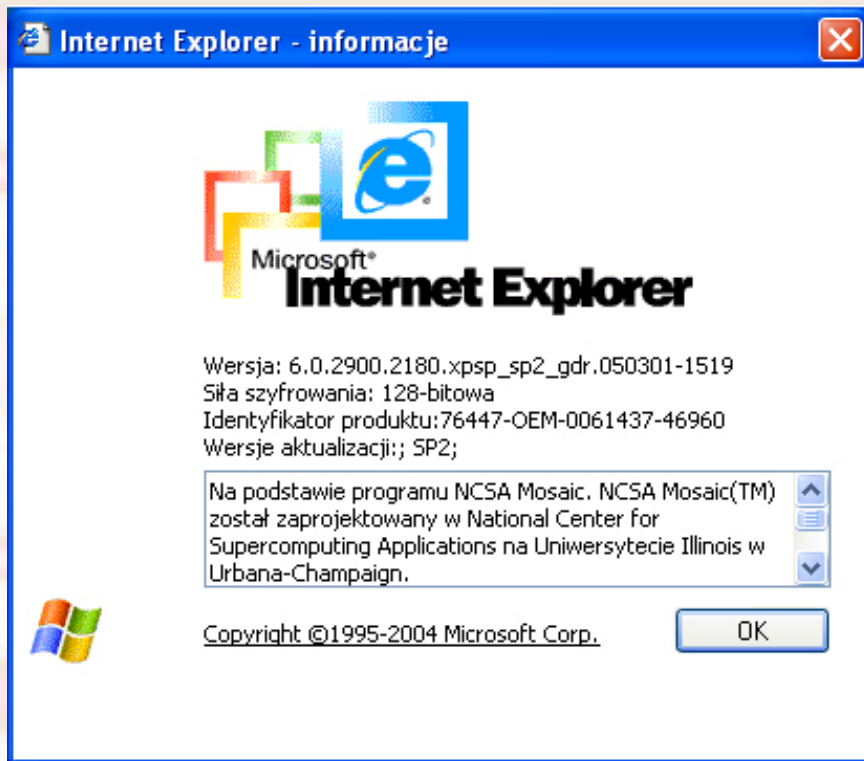 Internet Explorer - informacje
Microsoft®
Internet Explorer
Wersja: 6.0.2900.2180.xpsp_sp2_gdr.050301-1519
Siła szyfrowania: 128-bitowa
Identyfikator produktu:76447-OEM-0061437-46960
Wersje aktualizacji:; SP2;
Na podstawie programu NCSA Mosaic. NCSA Mosaic(TM)
został zaprojektowany w National Center for
Supercomputing Applications na Uniwersytecie Illinois w
Urbana-Champaign.
Copyright ©1995-2004 Microsoft Corp.
OK